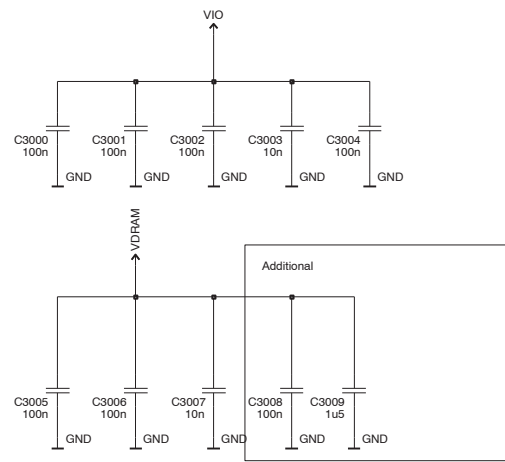 VIO
C3000 C3001 C3002 C3003 C3004
100n 100n 100n 10n 100n
GND GND GND GND GND
VDRAM
Additional
C3005 C3006 C3007 C3008 C3009
100n 100n 10n 100n 1u5
GND GND GND GND GND